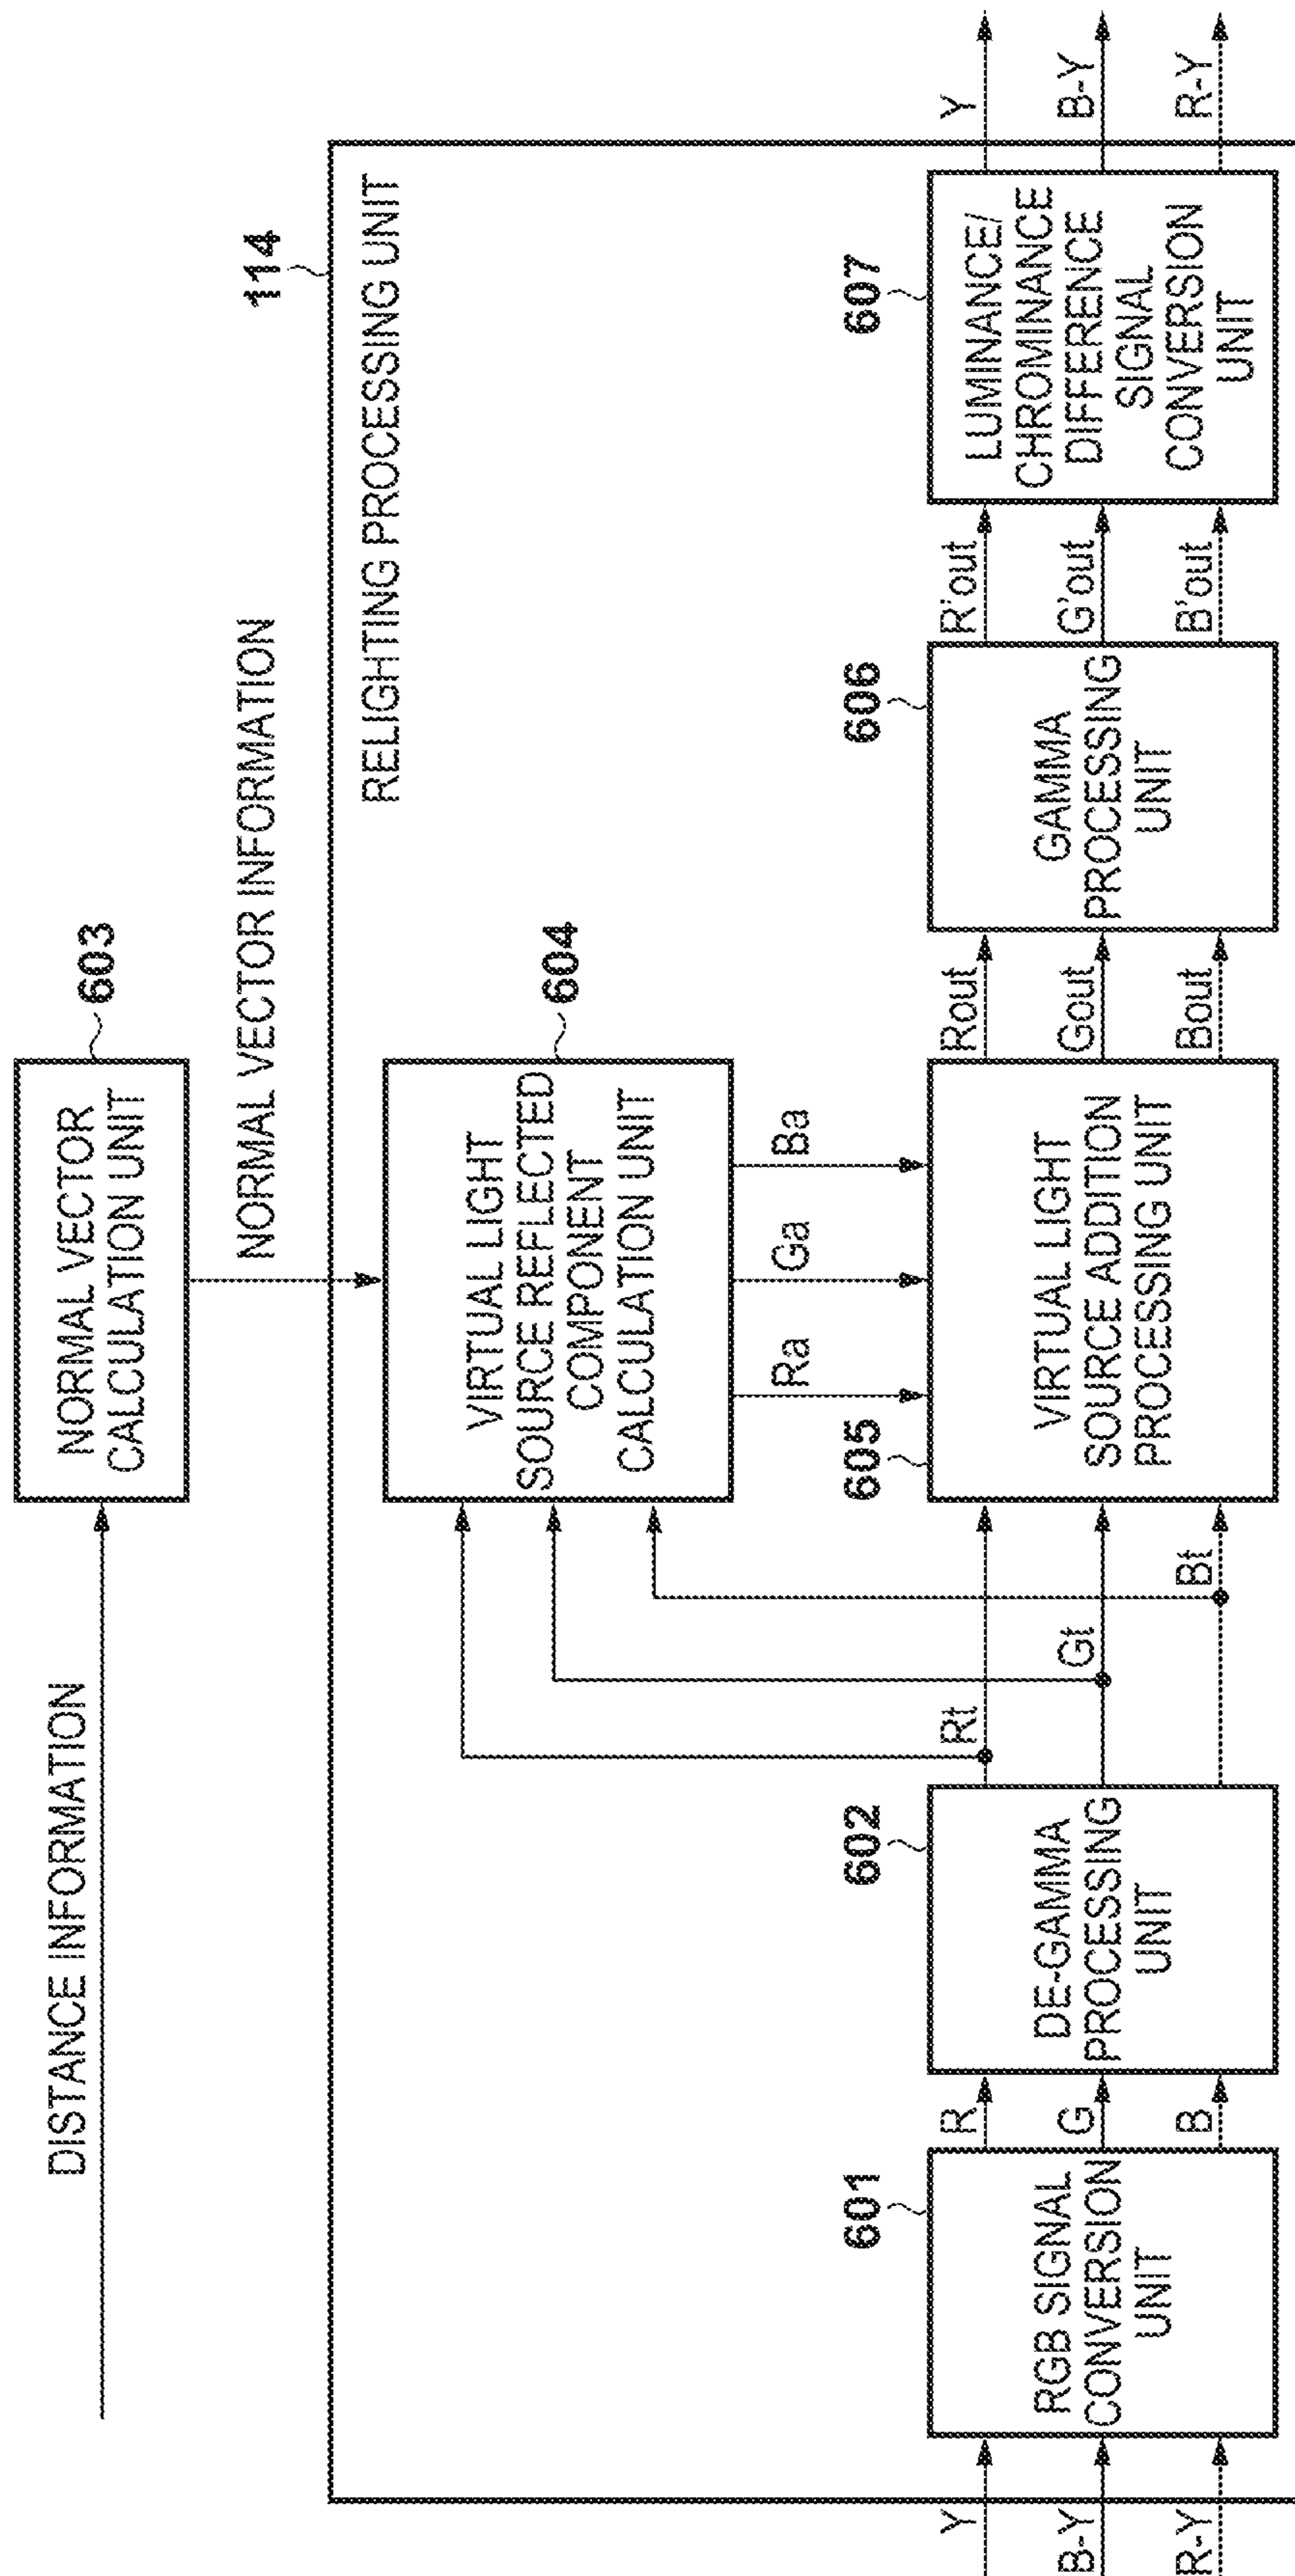 DISTANCE INFORMATION
603
NORMAL VECTOR
CALCULATION UNIT
NORMAL VECTOR INFORMATION
114
RELIGHTING PROCESSING UNIT
604
VIRTUAL LIGHT
SOURCE REFLECTED
COMPONENT
CALCULATION UNIT
Ra
Ga
Ba
Y
B-Y
R-Y
601
RGB SIGNAL
CONVERSION
UNIT
R
G
B
602
DE-GAMMA
PROCESSING
UNIT
Rt
Gt
Bt
605
VIRTUAL LIGHT
SOURCE ADDITION
PROCESSING UNIT
Rout
Gout
Bout
606
GAMMA
PROCESSING
UNIT
R'out
G'out
B'out
607
LUMINANCE/
CHROMINANCE
DIFFERENCE
SIGNAL
CONVERSION
UNIT
Y
B-Y
R-Y